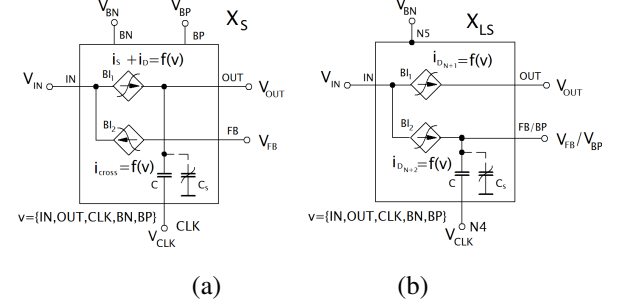 V_BN V_BP X_S
BN BP
i_S + i_D=f(v)
BI_1
V_IN IN OUT V_OUT
BI_2 FB V_FB
i_cross=f(v)
C C_s
v={IN,OUT,CLK,BN,BP}
CLK
V_CLK
(a)
V_BN X_LS
N5
i_D_N+1=f(v)
BI_1
V_IN IN OUT V_OUT
BI_2 FB/BP V_FB/V_BP
i_D_N+2=f(v)
C C_s
v={IN,OUT,CLK,BN,BP}
N4
V_CLK
(b)